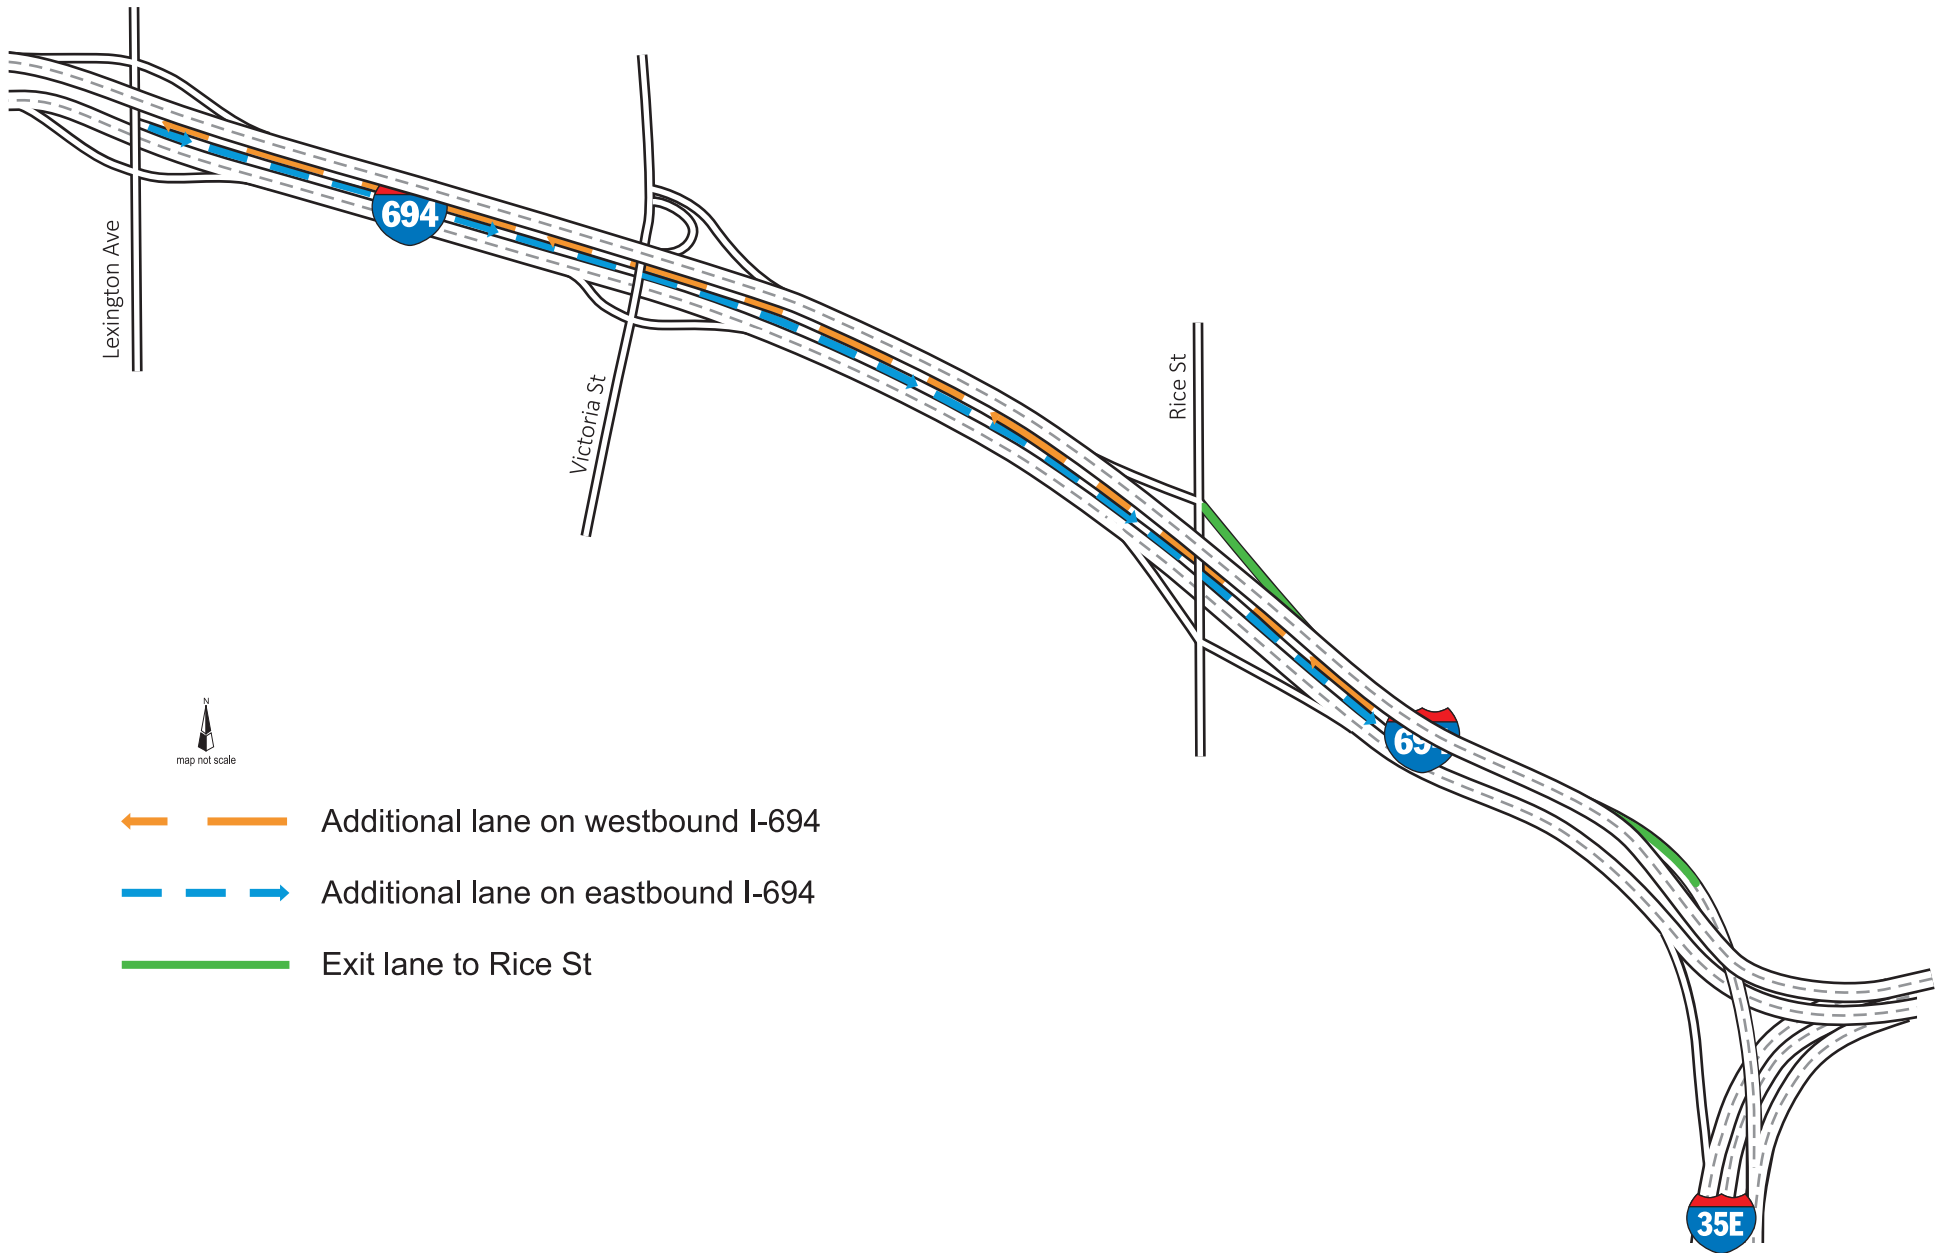 Lexington Ave
694
Victoria St
Rice St
N
map not scale
Additional lane on westbound I-694
Additional lane on eastbound I-694
Exit lane to Rice St
35E